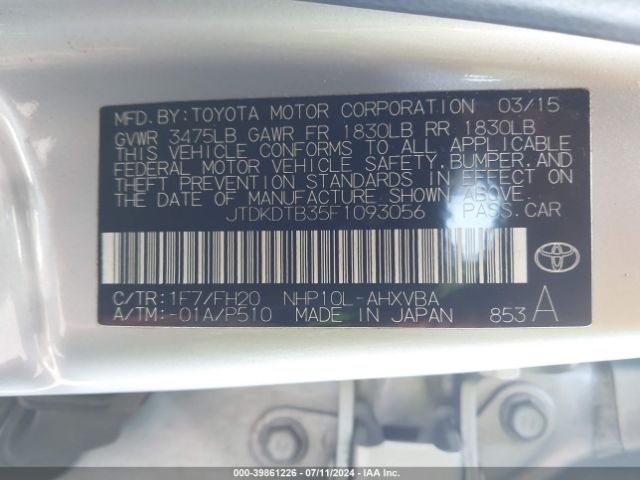 MFD. BY: TOYOTA MOTOR CORPORATION 03/15
GVWR 3475LB GAWR FR 1830LB RR 1830LB
THIS VEHICLE CONFORMS TO ALL APPLICABLE
FEDERAL MOTOR VEHICLE SAFETY, BUMPER, AND
THEFT PREVENTION STANDARDS IN EFFECT ON
THE DATE OF MANUFACTURE SHOWN ABOVE.
JTDKDTB35F1093056 PASS. CAR
C/TR: 1F7/FH20 NHP10L-AHXVBA
A/TM: -01A/P510 MADE IN JAPAN 853 A
000-39861226 - 07/11/2024 - IAAI.COM